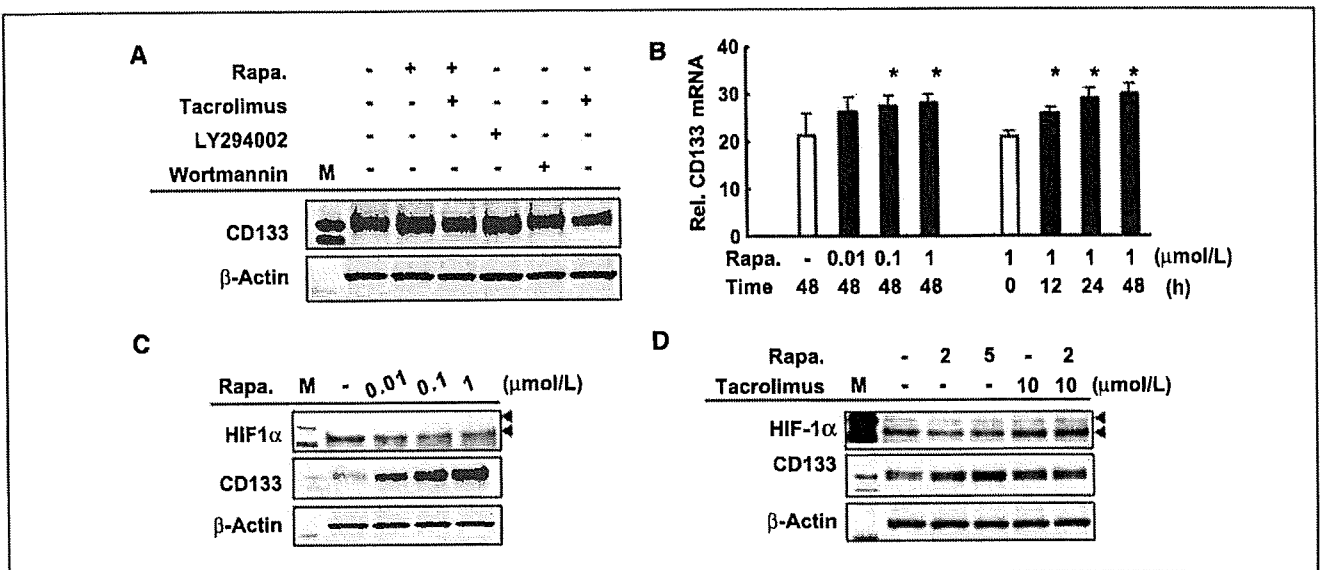 A
Rapa. - + + - - -
Tacrolimus - - + - - +
LY294002 - - - + - -
Wortmannin M - - - - + -
CD133
β-Actin
B
Rel. CD133 mRNA
40
30
20
10
0
* * * * *
Rapa. - 0.01 0.1 1 1 1 1 1 (μmol/L)
Time 48 48 48 48 0 12 24 48 (h)
C
Rapa. M - 0.01 0.1 1 (μmol/L)
HIF1α
CD133
β-Actin
D
Rapa. - 2 5 - 2
Tacrolimus M - - - 10 10 (μmol/L)
HIF-1α
CD133
β-Actin